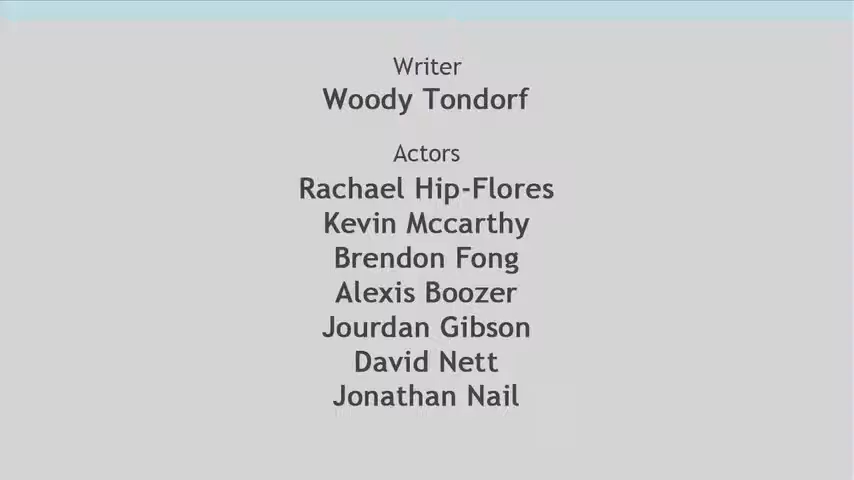 Writer
Woody Tondorf
Actors
Rachael Hip-Flores
Kevin Mccarthy
Brendon Fong
Alexis Boozer
Jourdan Gibson
David Nett
Jonathan Nail